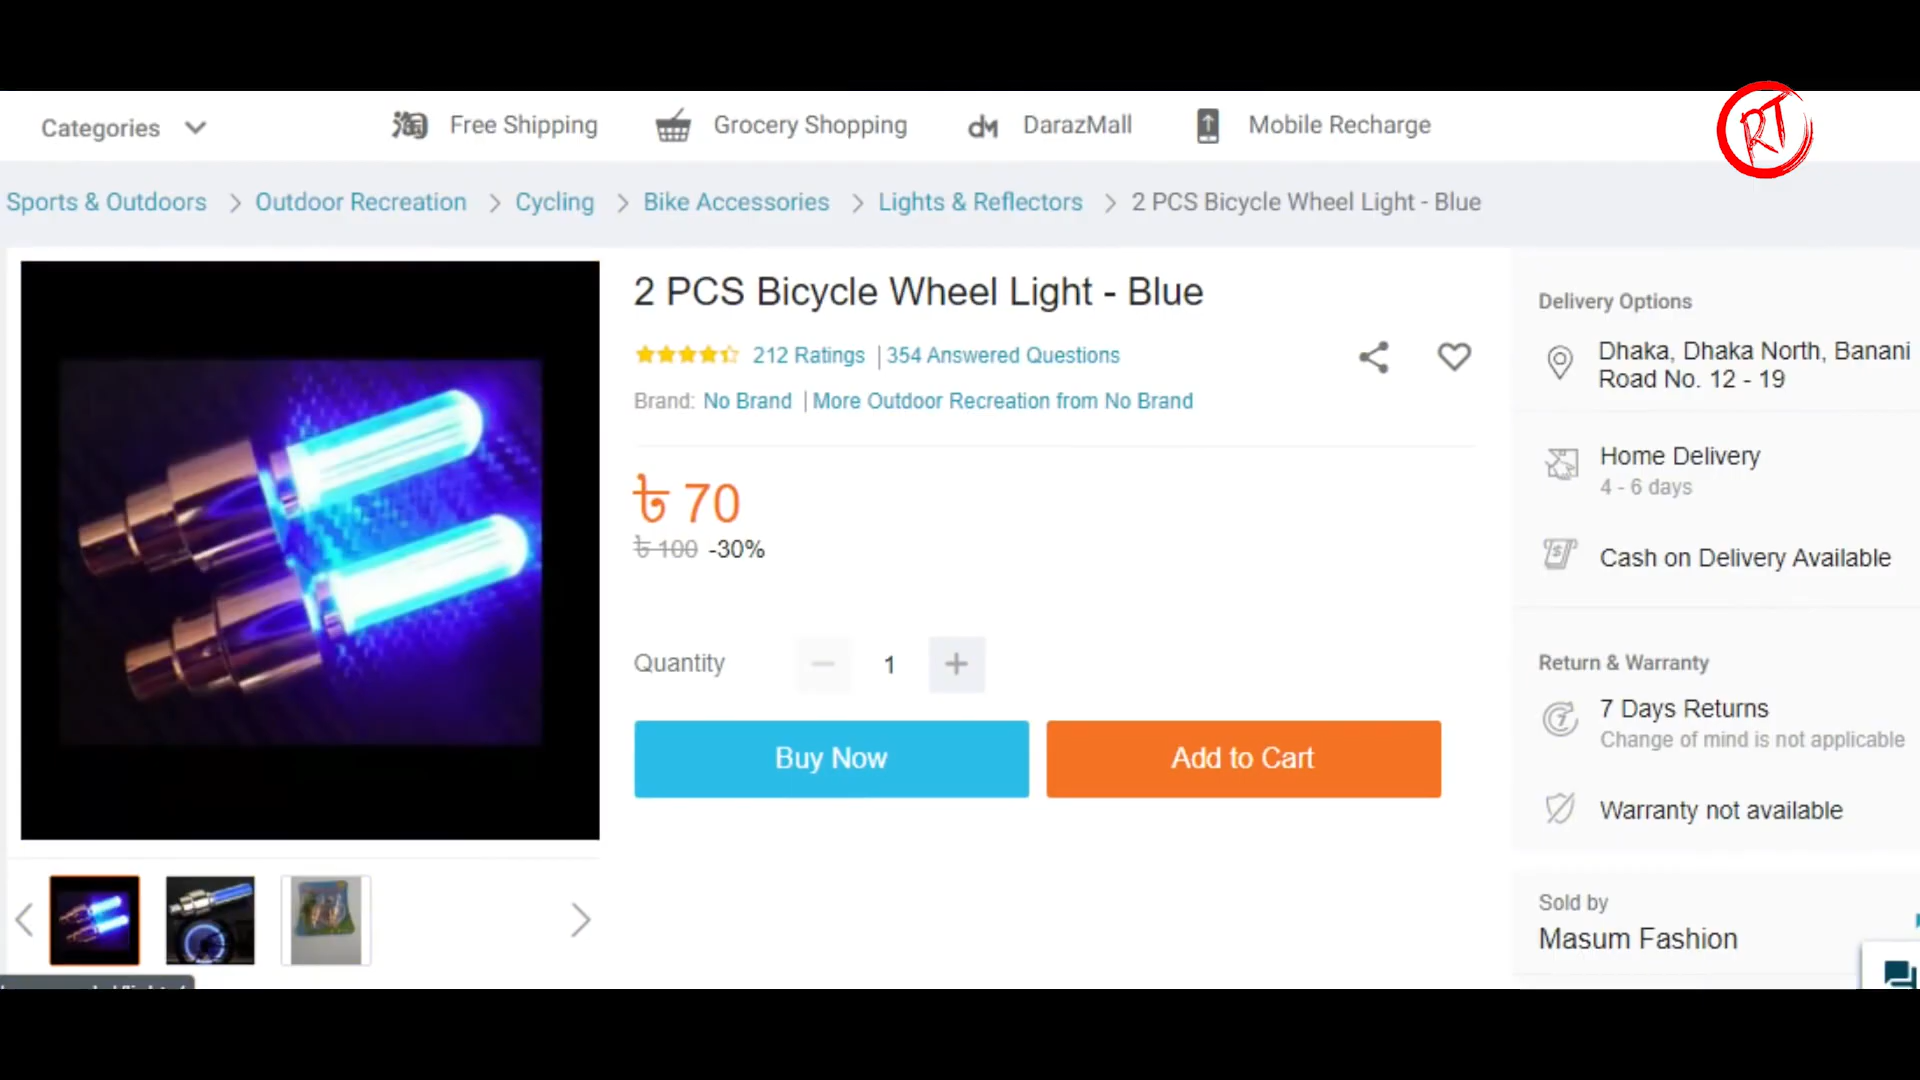 RT
Categories
Free Shipping
Grocery Shopping
DarazMall
Mobile Recharge
Sports & Outdoors > Outdoor Recreation > Cycling > Bike Accessories > Lights & Reflectors > 2 PCS Bicycle Wheel Light - Blue
2 PCS Bicycle Wheel Light - Blue
212 Ratings | 354 Answered Questions
Brand: No Brand | More Outdoor Recreation from No Brand
৳ 70
৳ 100 -30%
Quantity − 1 +
Buy Now
Add to Cart
Delivery Options
Dhaka, Dhaka North, Banani
Road No. 12 - 19
Home Delivery
4 - 6 days
Cash on Delivery Available
Return & Warranty
7 Days Returns
Change of mind is not applicable
Warranty not available
Sold by
Masum Fashion